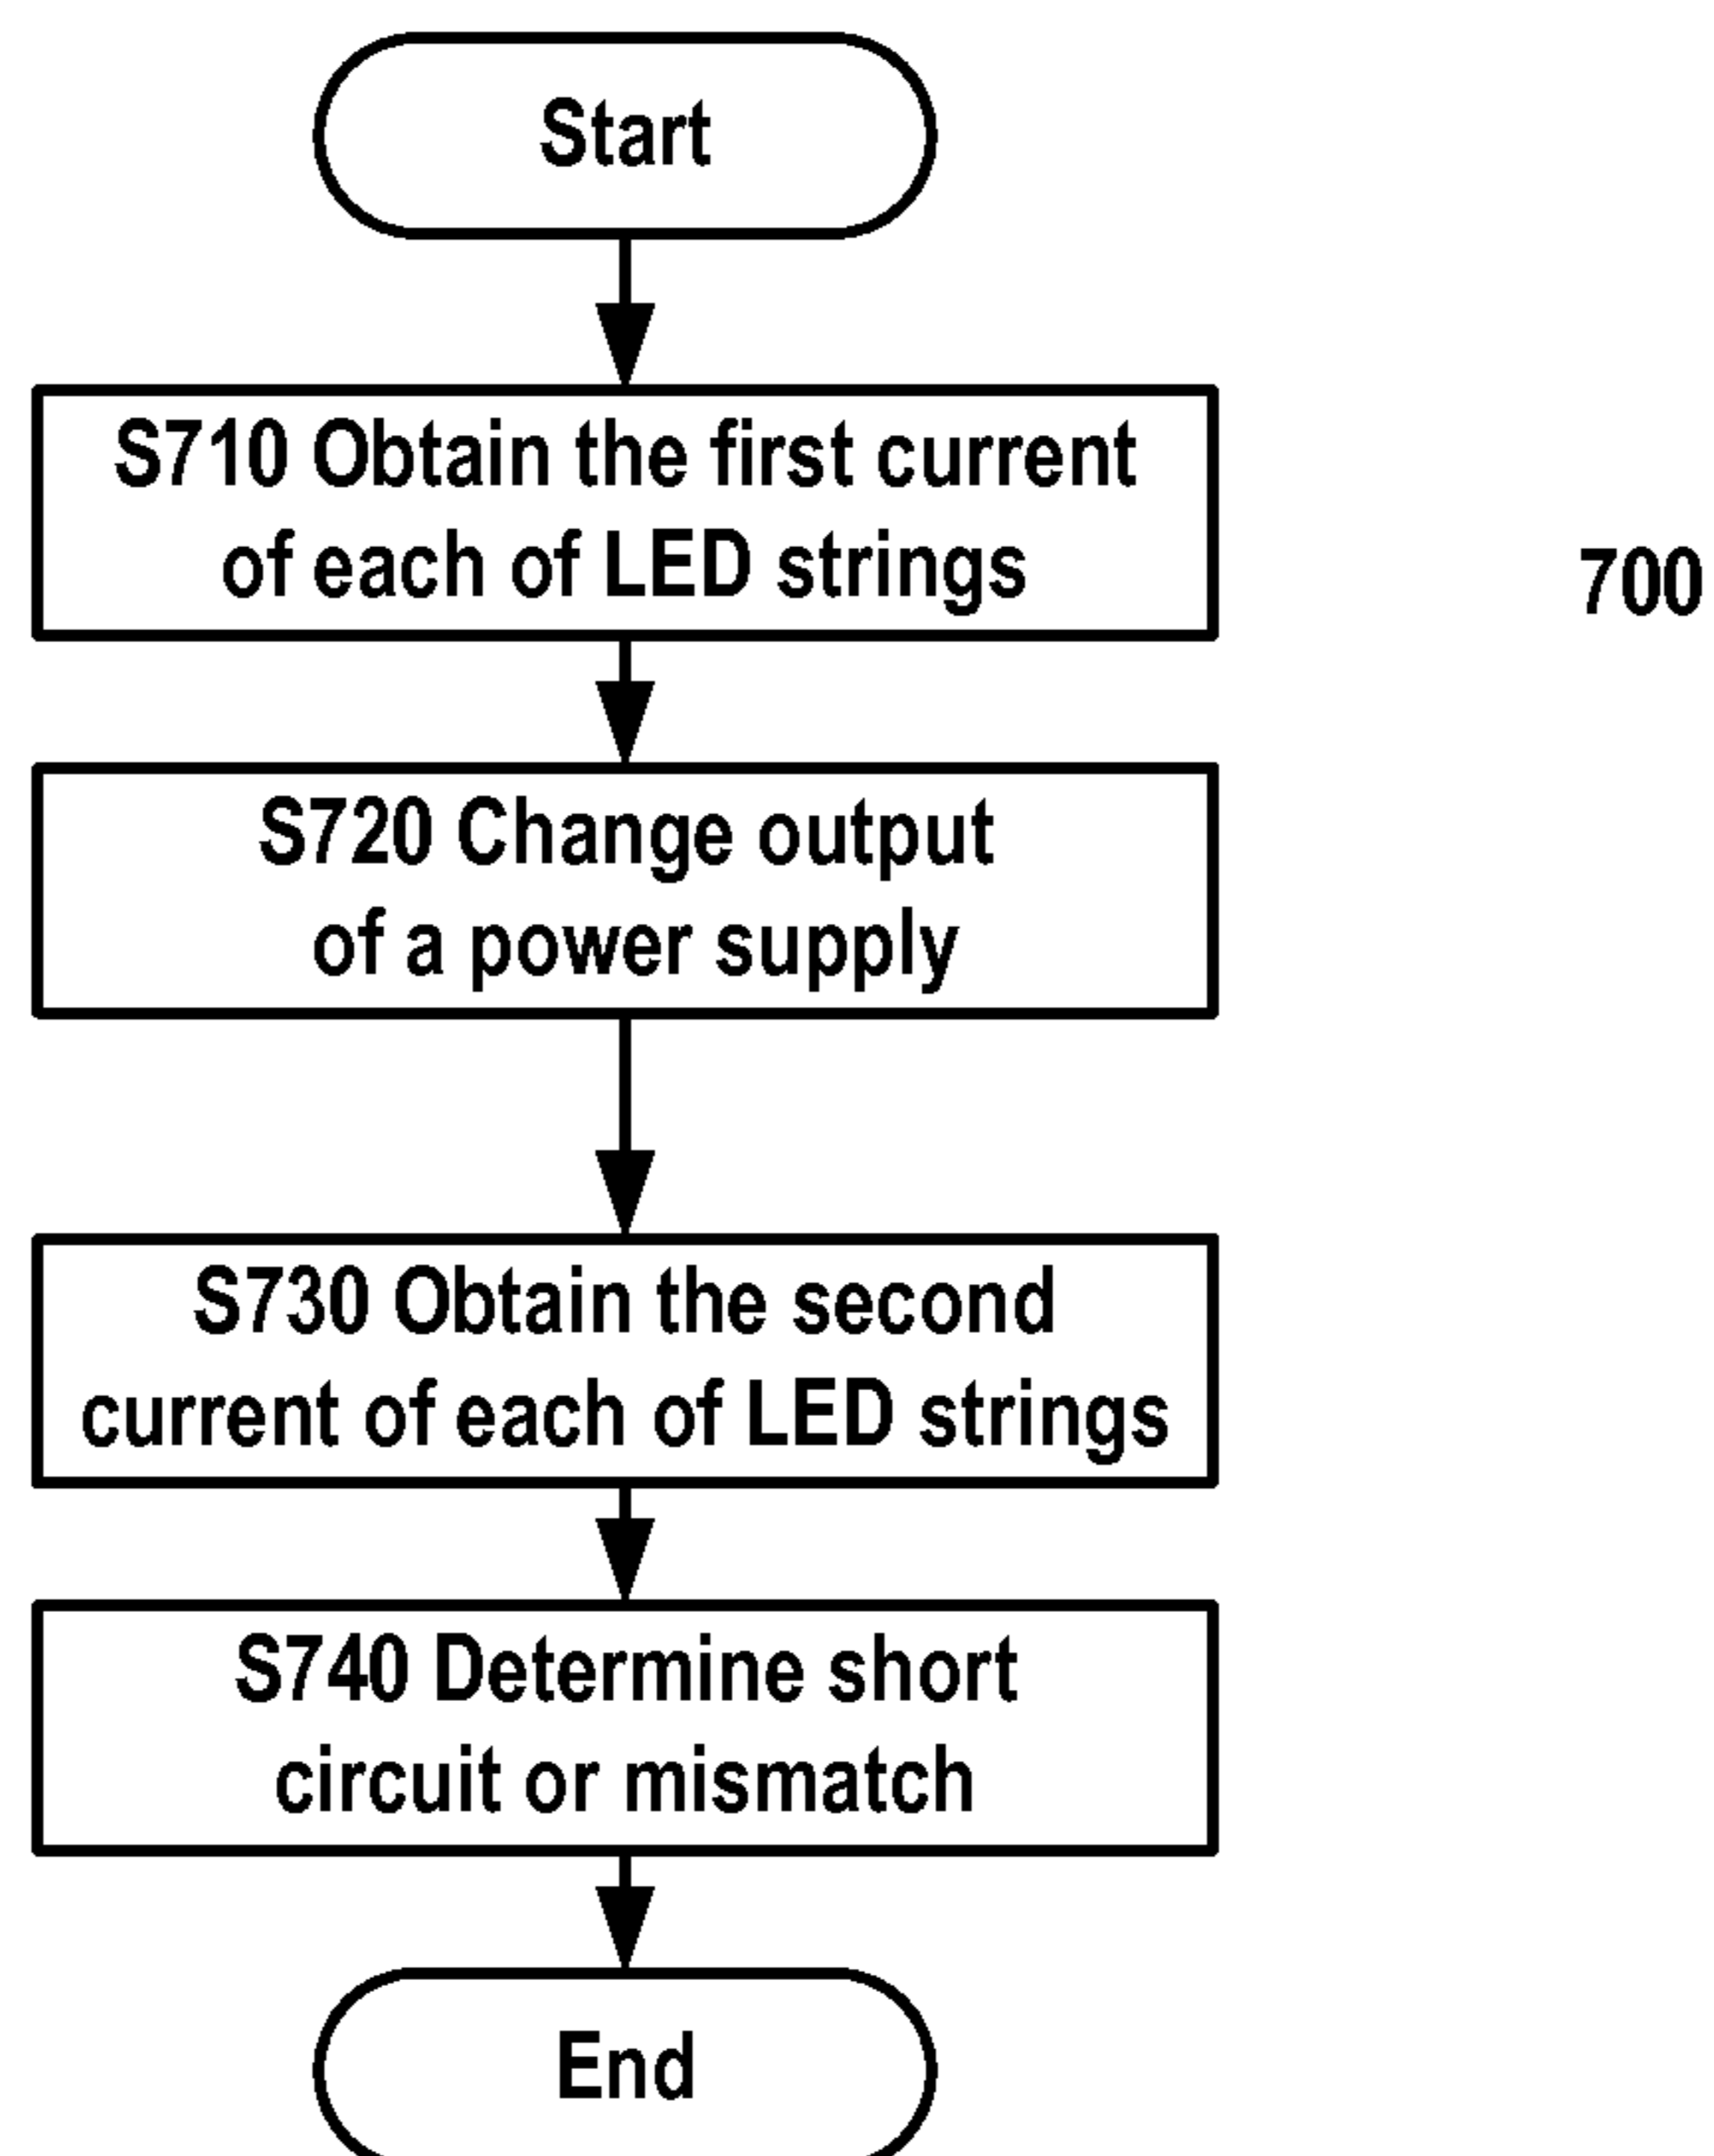 Start
S710 Obtain the first current
of each of LED strings
700
S720 Change output
of a power supply
S730 Obtain the second
current of each of LED strings
S740 Determine short
circuit or mismatch
End